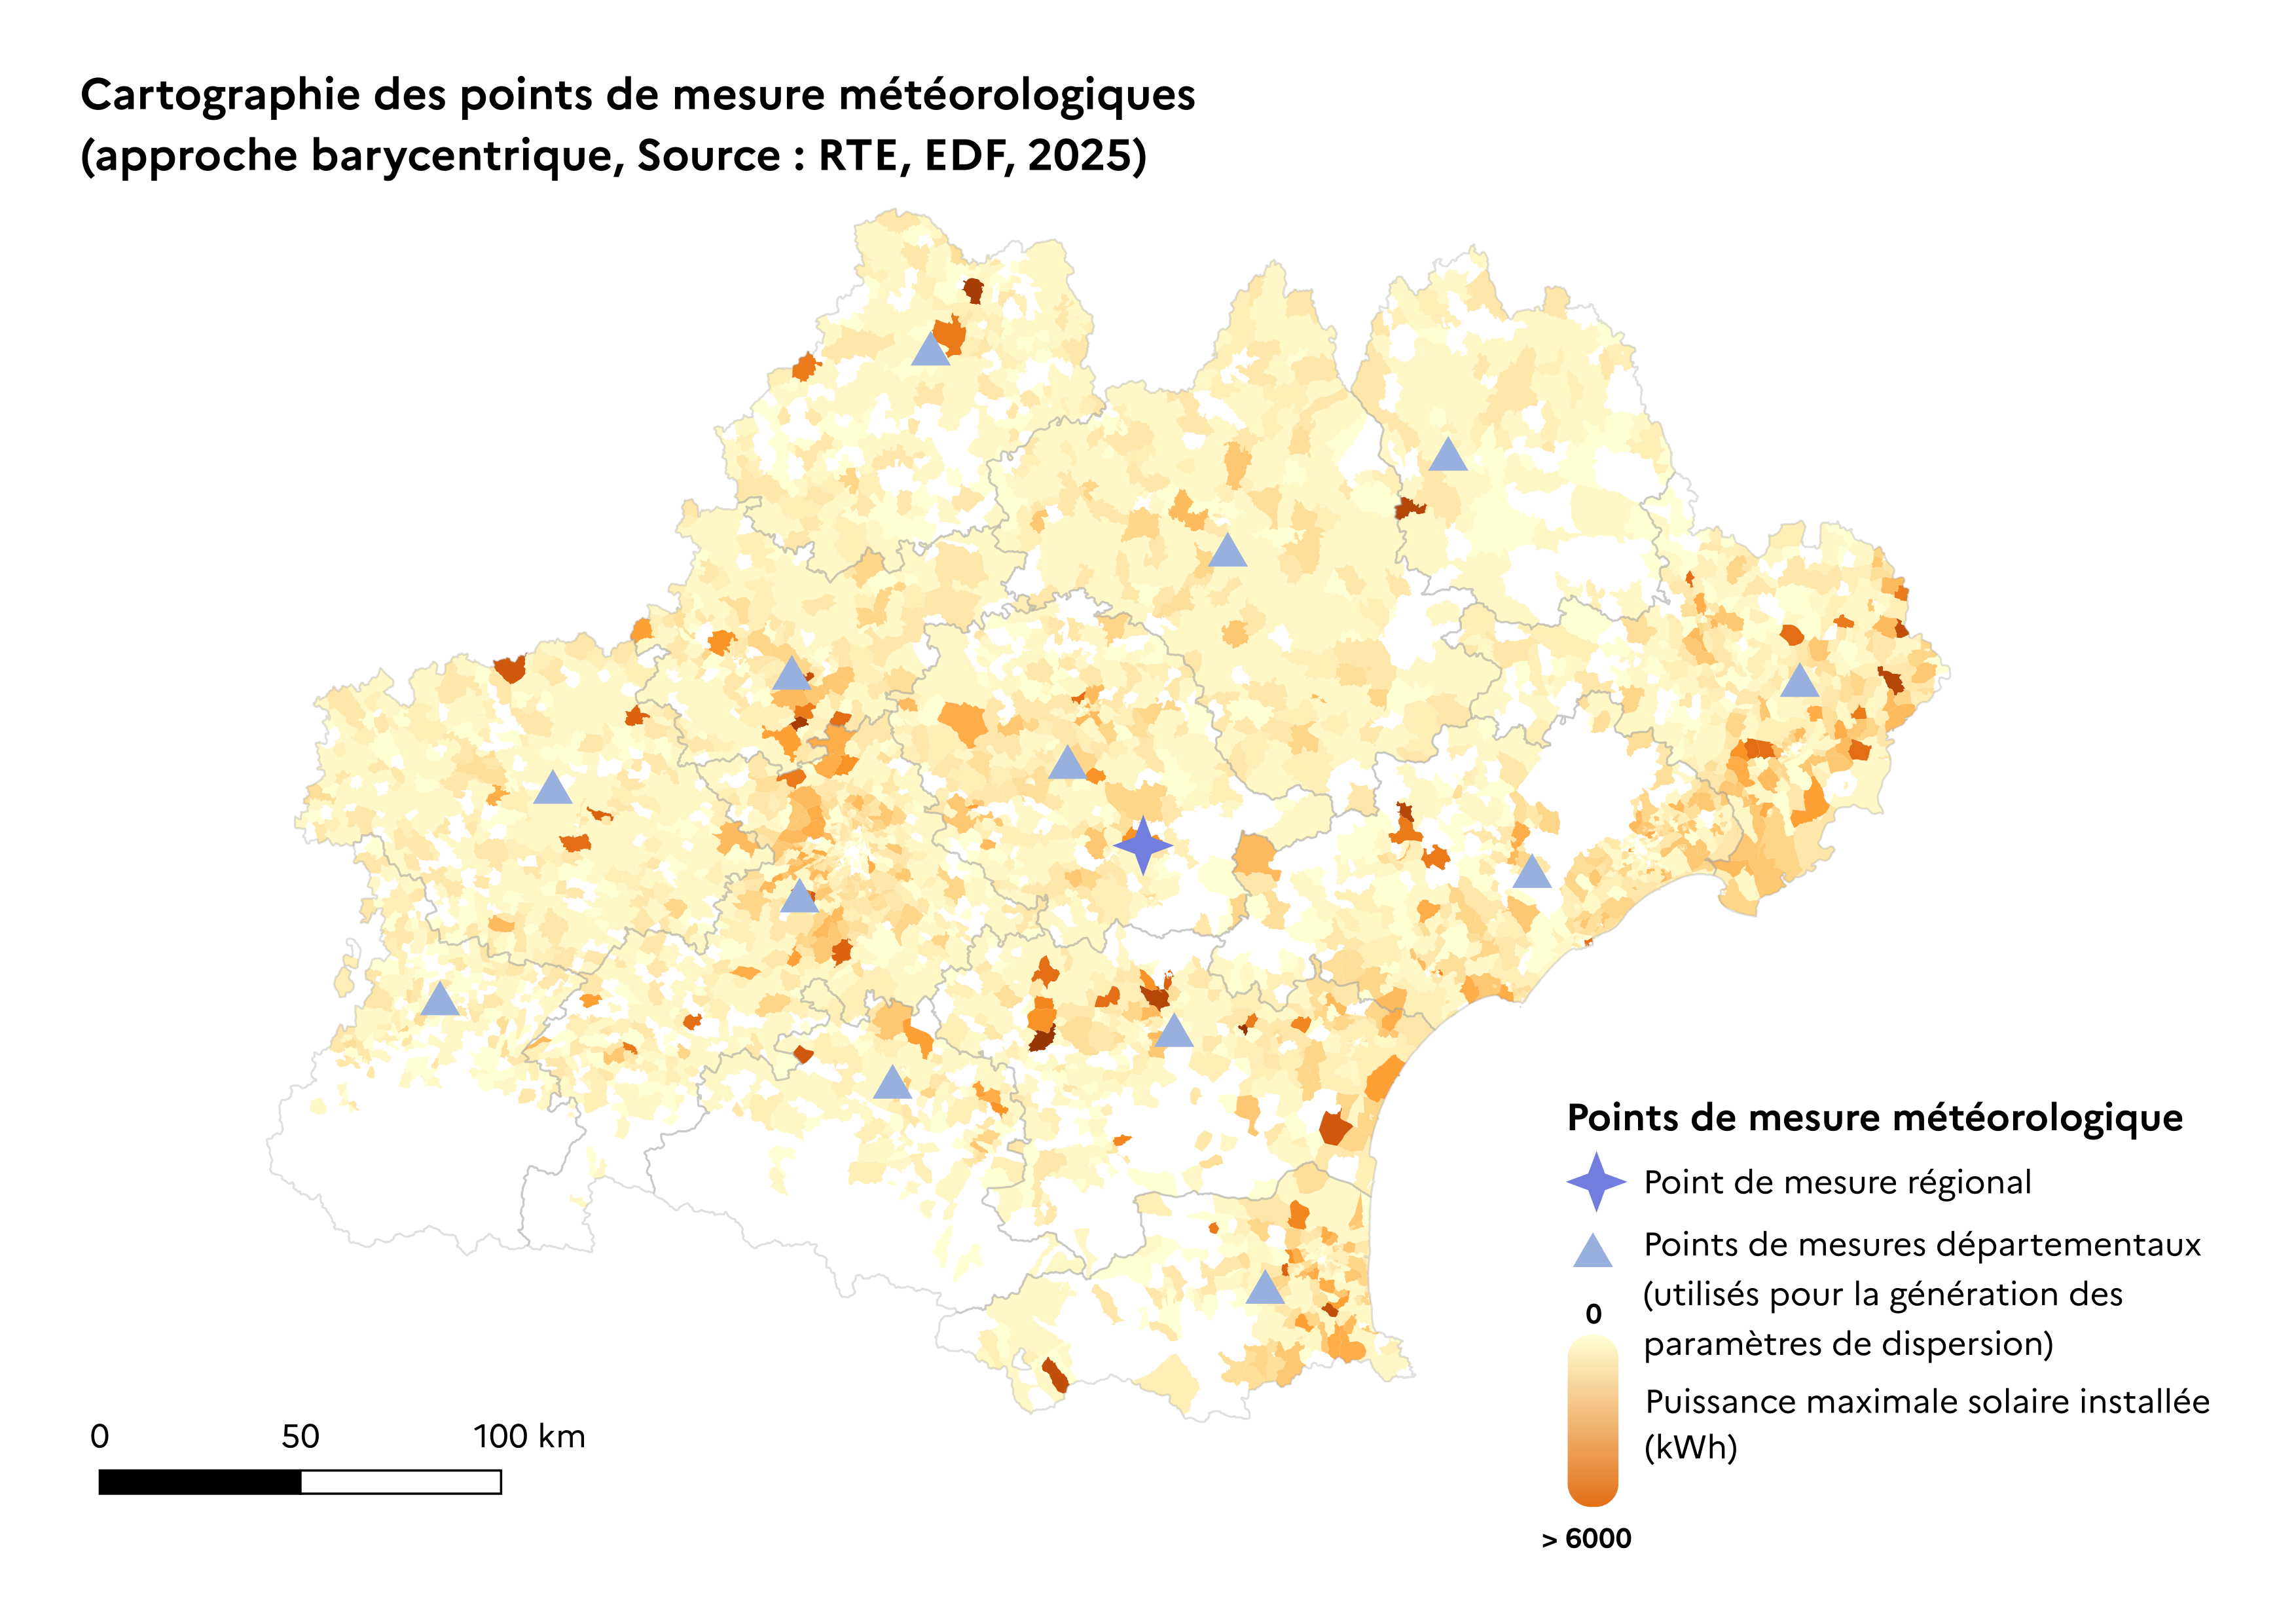 Cartographie des points de mesure météorologiques
(approche barycentrique, Source : RTE, EDF, 2025)
Points de mesure météorologique
Point de mesure régional
Points de mesures départementaux
(utilisés pour la génération des
paramètres de dispersion)
0
Puissance maximale solaire installée
(kWh)
> 6000
0 50 100 km